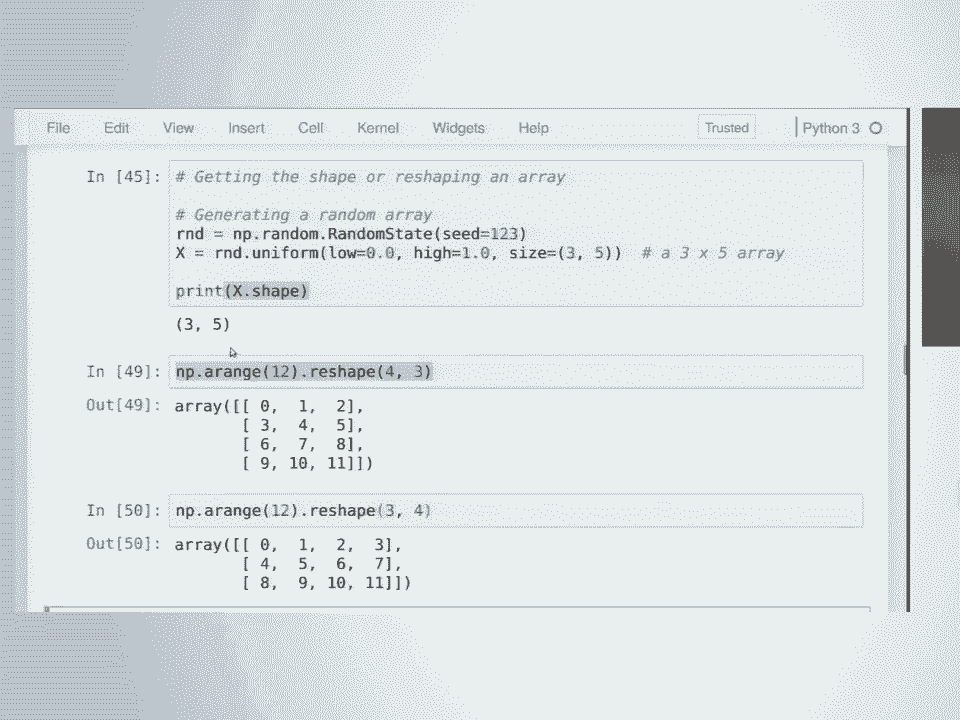 File Edit View Insert Cell Kernel Widgets Help Trusted Python 3
In [45]: # Getting the shape or reshaping an array
# Generating a random array
rnd = np.random.RandomState(seed=123)
X = rnd.uniform(low=0.0, high=1.0, size=(3, 5))  # a 3 x 5 array
print(X.shape)
(3, 5)
In [49]: np.arange(12).reshape(4, 3)
Out[49]: array([[ 0,  1,  2],
       [ 3,  4,  5],
       [ 6,  7,  8],
       [ 9, 10, 11]])
In [50]: np.arange(12).reshape(3, 4)
Out[50]: array([[ 0,  1,  2,  3],
       [ 4,  5,  6,  7],
       [ 8,  9, 10, 11]])